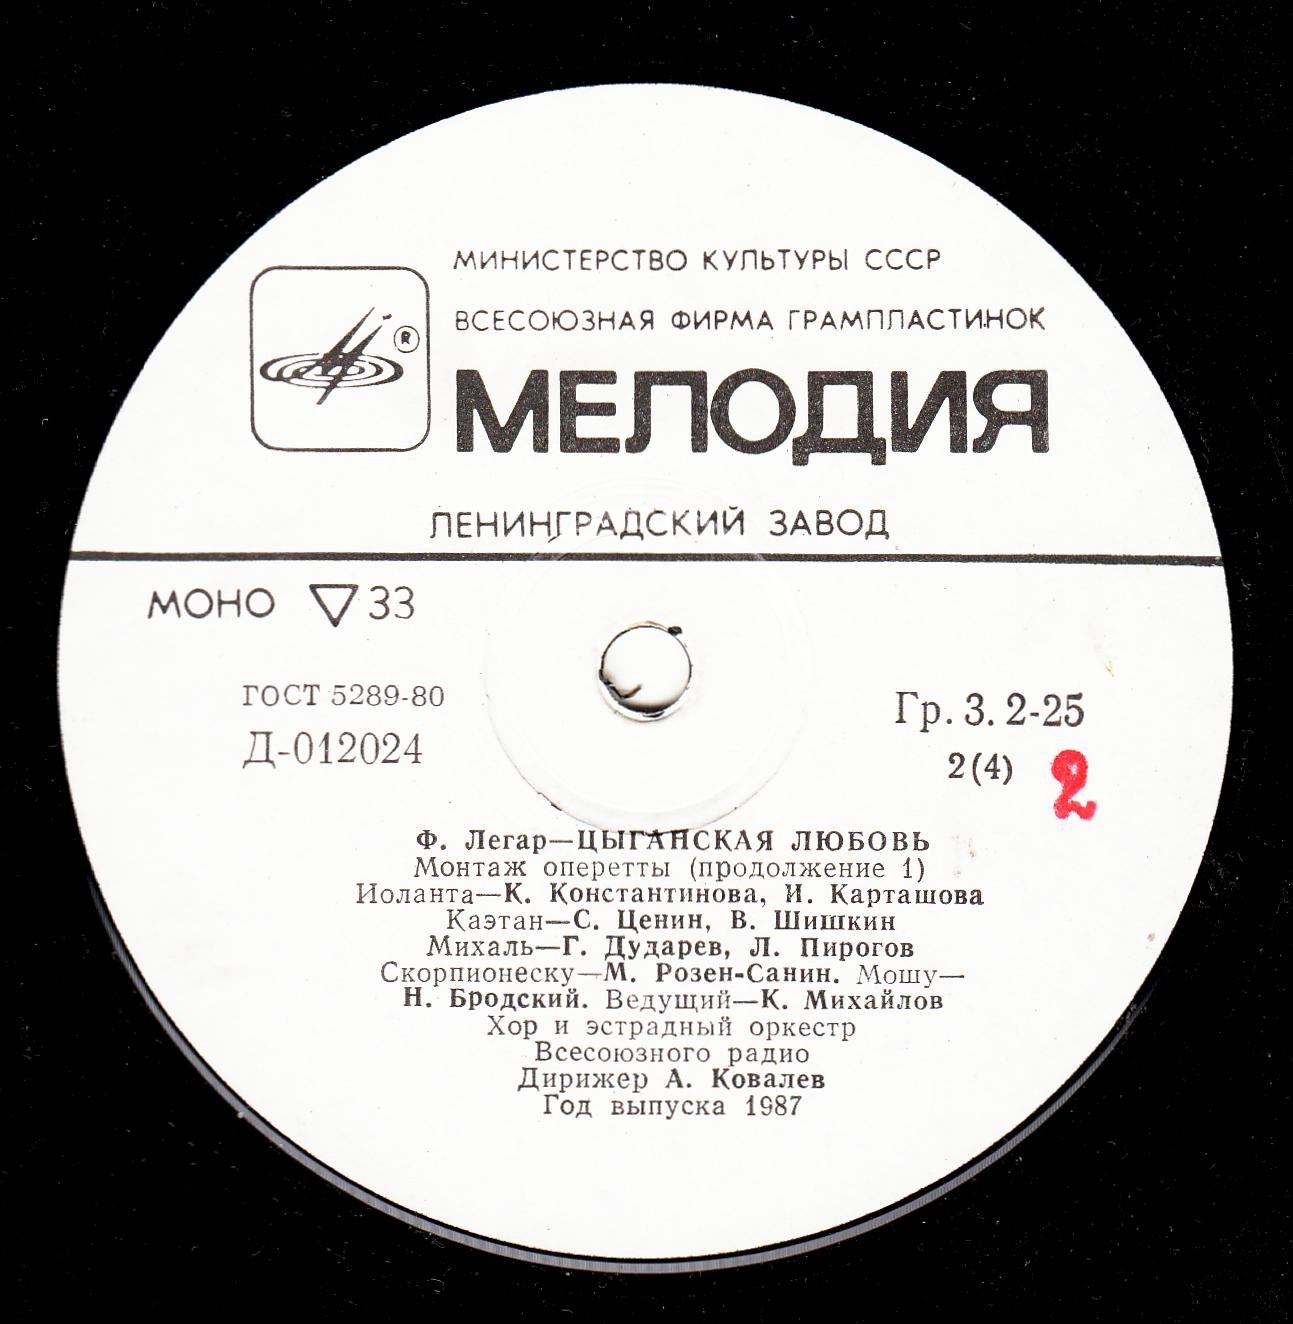 МИНИСТЕРСТВО КУЛЬТУРЫ СССР
ВСЕСОЮЗНАЯ ФИРМА ГРАМПЛАСТИНОК
®
МЕЛОДИЯ
ЛЕНИНГРАДСКИЙ ЗАВОД
МОНО ▽ 33
ГОСТ 5289-80
Гр. 3. 2-25
Д-012024
2(4) 2
Ф. Легар—ЦЫГАНСКАЯ ЛЮБОВЬ
Монтаж оперетты (продолжение 1)
Иоланта—К. Константинова, И. Карташова
Каэтан—С. Ценин, В. Шишкин
Михаль—Г. Дударев, Л. Пирогов
Скорпионеску—М. Розен-Санин. Мошу—
Н. Бродский. Ведущий—К. Михайлов
Хор и эстрадный оркестр
Всесоюзного радио
Дирижер А. Ковалев
Год выпуска 1987